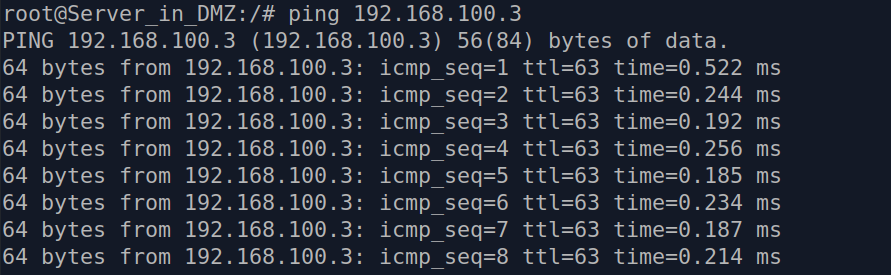 root@Server_in_DMZ:/# ping 192.168.100.3
PING 192.168.100.3 (192.168.100.3) 56(84) bytes of data.
64 bytes from 192.168.100.3: icmp_seq=1 ttl=63 time=0.522 ms
64 bytes from 192.168.100.3: icmp_seq=2 ttl=63 time=0.244 ms
64 bytes from 192.168.100.3: icmp_seq=3 ttl=63 time=0.192 ms
64 bytes from 192.168.100.3: icmp_seq=4 ttl=63 time=0.256 ms
64 bytes from 192.168.100.3: icmp_seq=5 ttl=63 time=0.185 ms
64 bytes from 192.168.100.3: icmp_seq=6 ttl=63 time=0.234 ms
64 bytes from 192.168.100.3: icmp_seq=7 ttl=63 time=0.187 ms
64 bytes from 192.168.100.3: icmp_seq=8 ttl=63 time=0.214 ms